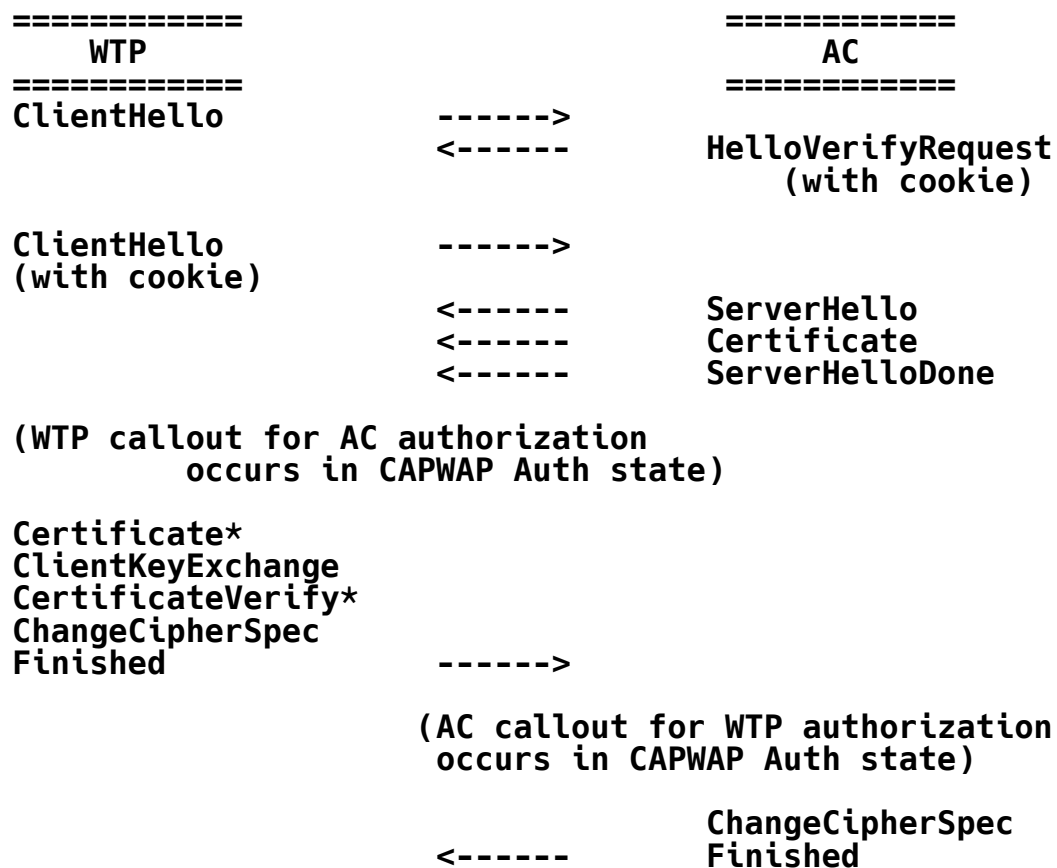 ============ ============
WTP AC
============ ============
ClientHello ------>
<------ HelloVerifyRequest
(with cookie)
ClientHello ------>
(with cookie)
<------ ServerHello
<------ Certificate
<------ ServerHelloDone
(WTP callout for AC authorization
occurs in CAPWAP Auth state)
Certificate*
ClientKeyExchange
CertificateVerify*
ChangeCipherSpec
Finished ------>
(AC callout for WTP authorization
occurs in CAPWAP Auth state)
ChangeCipherSpec
<------ Finished